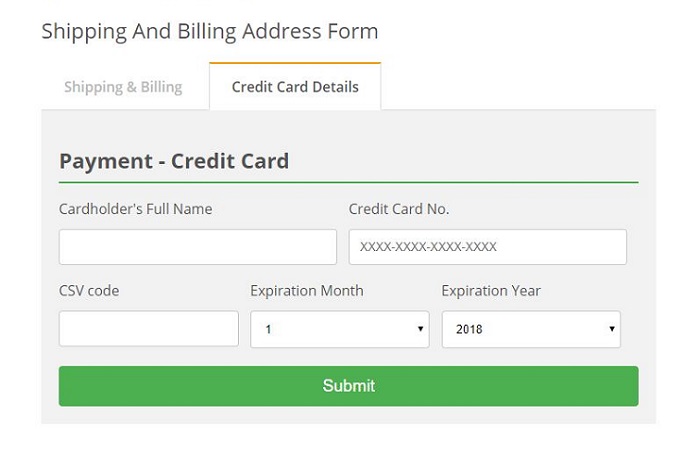 Shipping And Billing Address Form
Shipping & Billing
Credit Card Details
Payment - Credit Card
Cardholder's Full Name
Credit Card No.
XXXX-XXXX-XXXX-XXXX
CSV code
Expiration Month
Expiration Year
1
2018
Submit